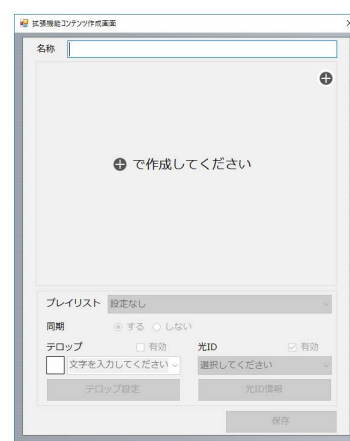 拡張機能コンテンツ作成画面
名称
で作成してください
プレイリスト 設定なし
同期 する しない
テロップ 有効 光ID 有効
文字を入力してください 選択してください
テロップ設定 光ID情報
保存